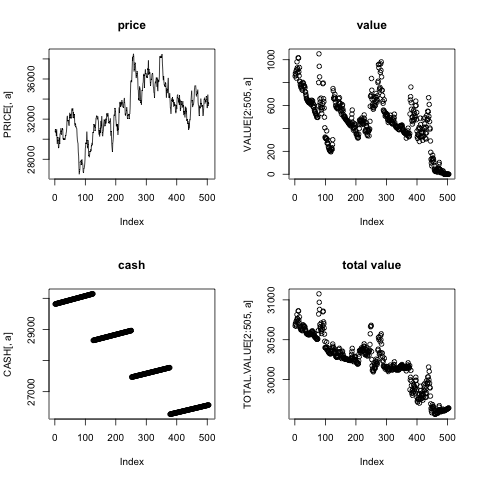 price
PRICE[, a]
28000 32000 36000
0 100 200 300 400 500
Index
value
VALUE[2:505, a]
0 200 600 1000
0 100 200 300 400 500
Index
cash
CASH[, a]
27000 29000
0 100 200 300 400 500
Index
total value
TOTAL.VALUE[2:505, a]
30000 30500 31000
0 100 200 300 400 500
Index